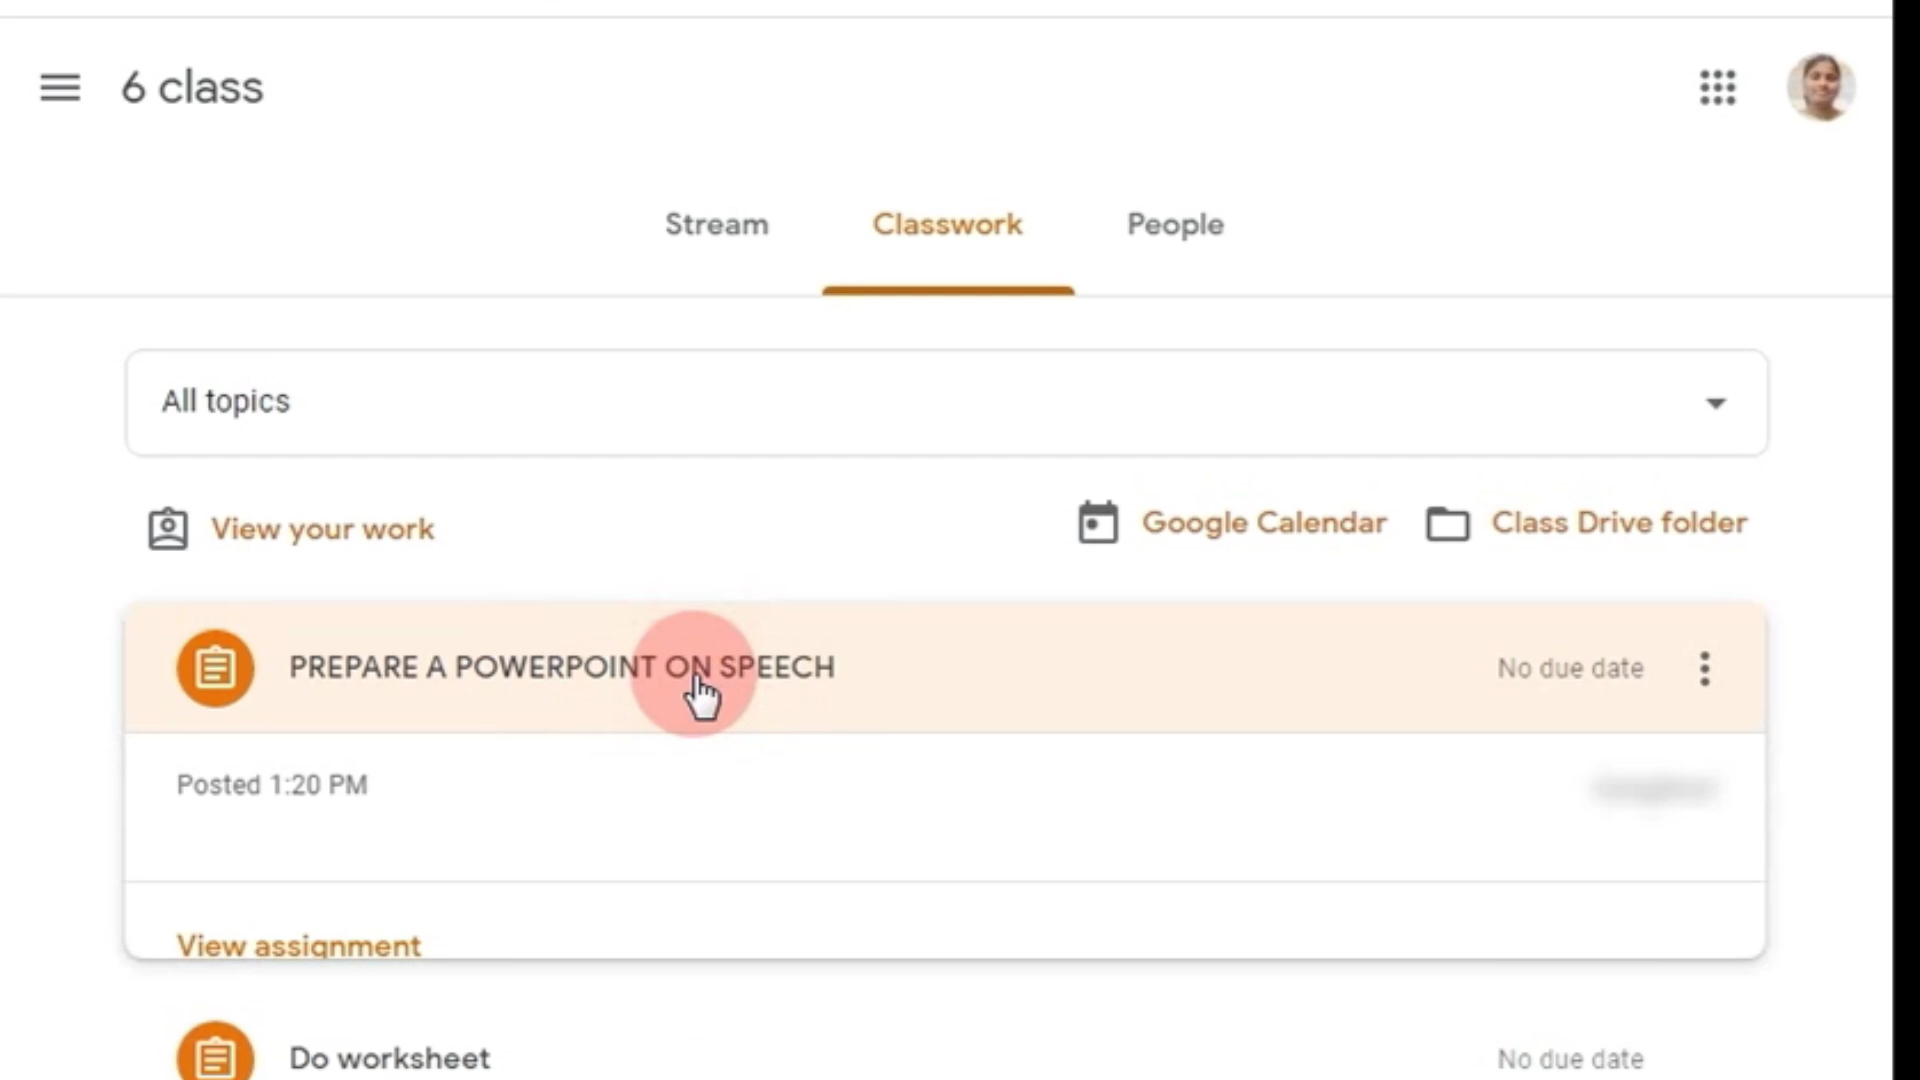 6 class
Stream Classwork People
All topics
View your work Google Calendar Class Drive folder
PREPARE A POWERPOINT ON SPEECH No due date
Posted 1:20 PM
View assignment
Do worksheet No due date